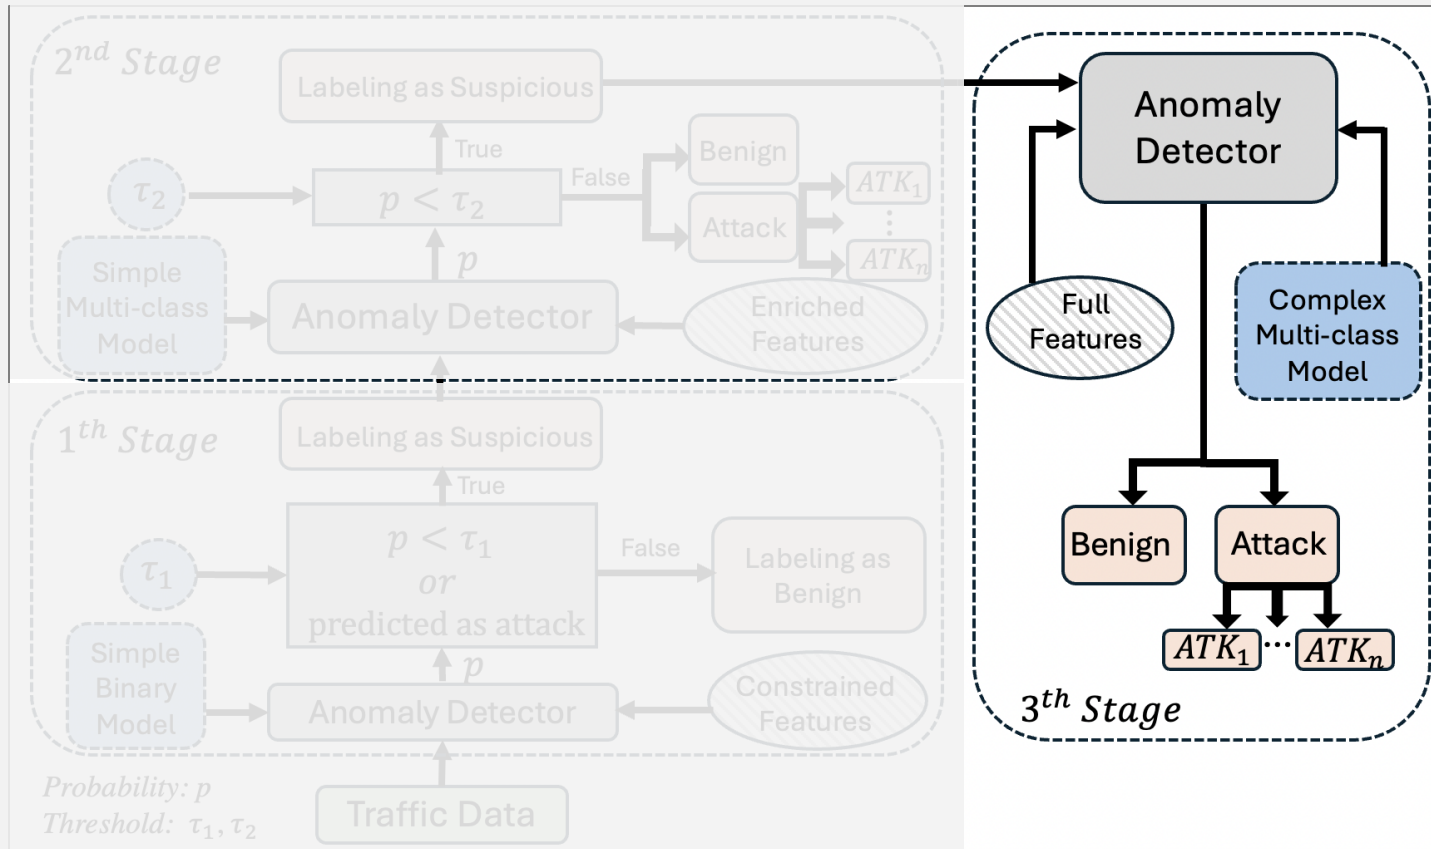 2ⁿᵈ Stage
Labeling as Suspicious
True
τ₂
p < τ₂
False
Benign
Attack
ATK₁
⋮
ATKₙ
p
Simple
Multi-class
Model
Anomaly Detector
Enriched
Features
1ᵗʰ Stage
Labeling as Suspicious
True
τ₁
p < τ₁
or
predicted as attack
False
Labeling as
Benign
p
Simple
Binary
Model
Anomaly Detector
Constrained
Features
Probability: p
Threshold: τ₁, τ₂
Traffic Data
Anomaly
Detector
Full
Features
Complex
Multi-class
Model
Benign
Attack
ATK₁ ⋯ ATKₙ
3ᵗʰ Stage